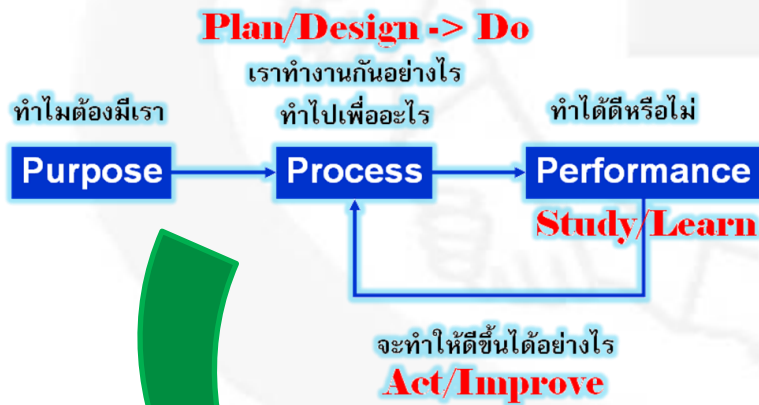 Plan/Design -> Do
เราทำงานกันอย่างไร
ทำไมต้องมีเรา
ทำไปเพื่ออะไร
ทำได้ดีหรือไม่
Purpose
Process
Performance
Study/Learn
จะทำให้ดีขึ้นได้อย่างไร
Act/Improve